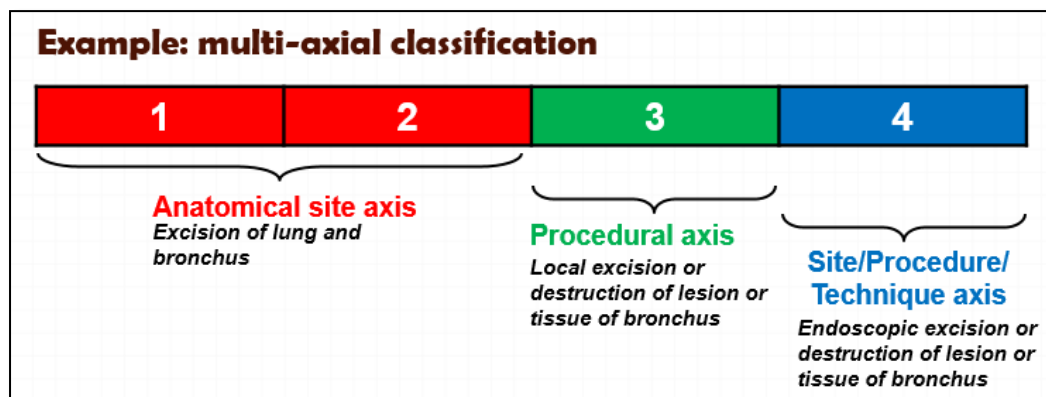 Example: multi-axial classification
1 2 3 4
Anatomical site axis
Excision of lung and
bronchus
Procedural axis
Local excision or
destruction of lesion or
tissue of bronchus
Site/Procedure/
Technique axis
Endoscopic excision or
destruction of lesion or
tissue of bronchus